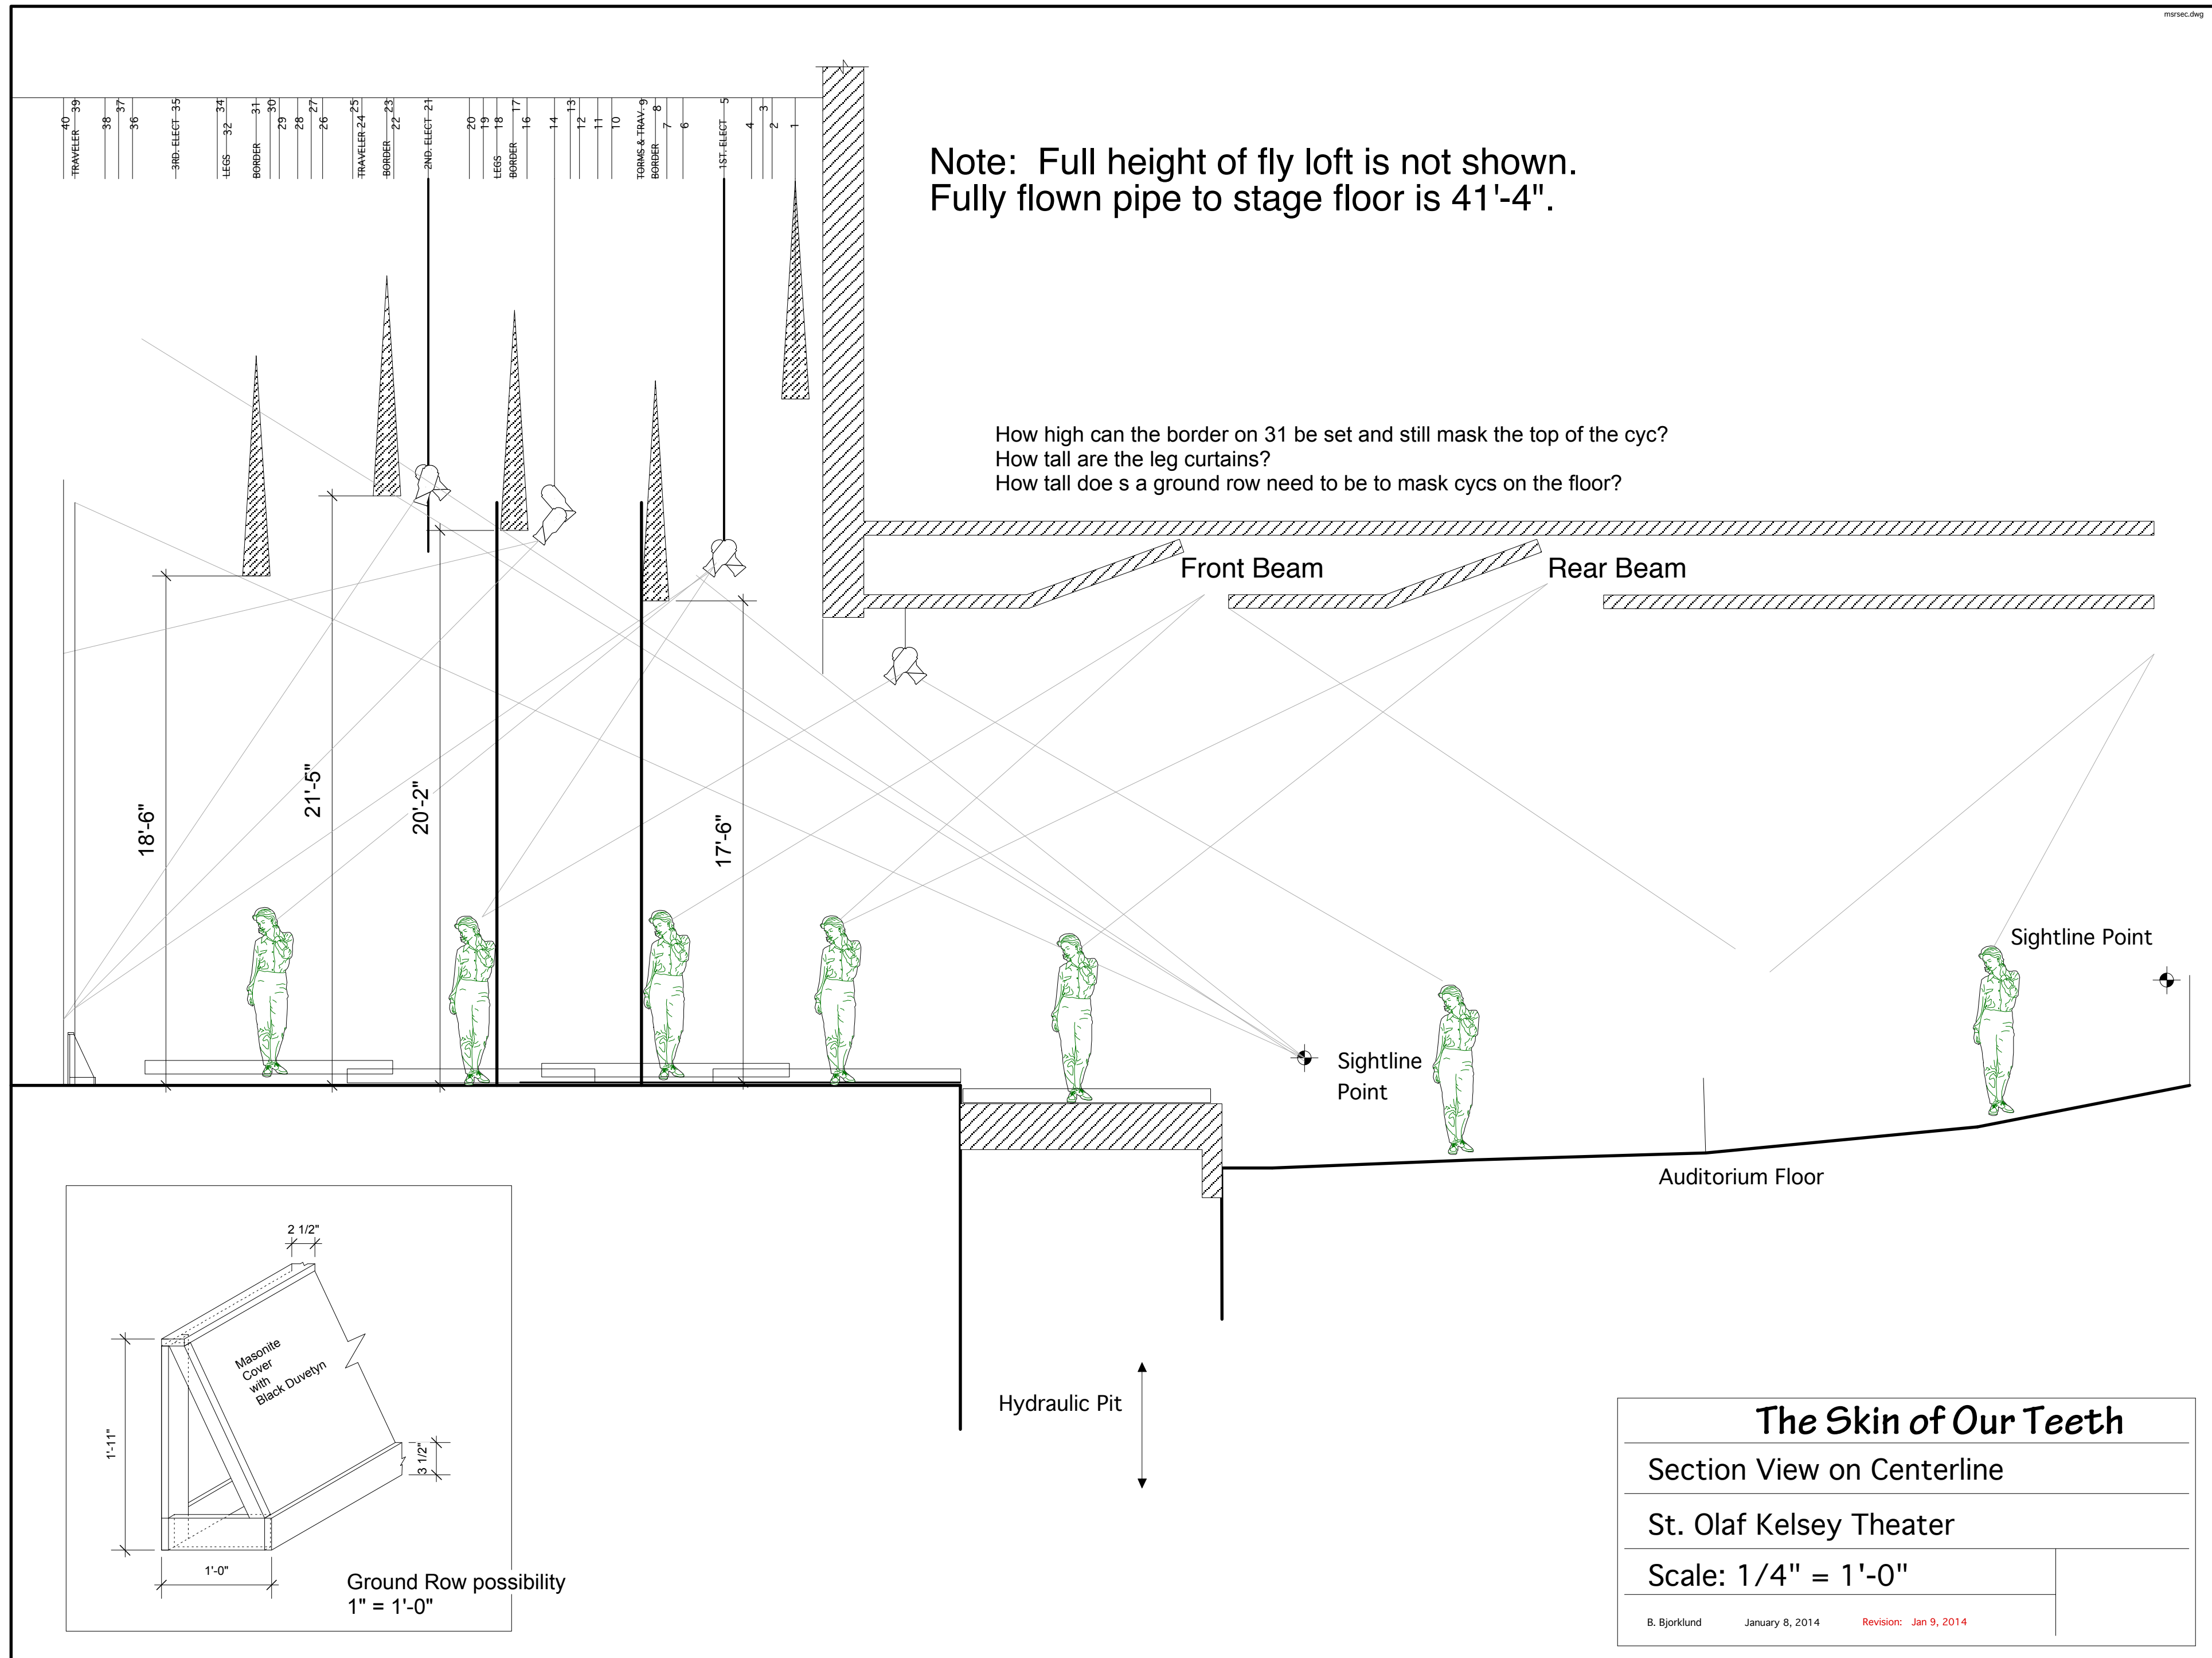 msrsec.dwg
40
TRAVELER 39
38
37
36
3RD. ELECT 35
34
LEGS 32
BORDER 31
30
29
28
27
26
25
TRAVELER 24
BORDER 23
22
2ND. ELECT 21
20
19
LEGS 18
BORDER 17
16
14
13
12
11
10
TORMS & TRAV. 9
BORDER 8
7
6
1ST. ELECT 5
4
3
2
1
Note: Full height of fly loft is not shown.
Fully flown pipe to stage floor is 41'-4".
How high can the border on 31 be set and still mask the top of the cyc?
How tall are the leg curtains?
How tall doe s a ground row need to be to mask cycs on the floor?
Front Beam
Rear Beam
18'-6"
21'-5"
20'-2"
17'-6"
Sightline Point
Sightline
Point
Auditorium Floor
Hydraulic Pit
2 1/2"
Masonite
Cover
with
Black Duvetyn
1'-11"
3 1/2"
1'-0"
Ground Row possibility
1" = 1'-0"
The Skin of Our Teeth
Section View on Centerline
St. Olaf Kelsey Theater
Scale: 1/4" = 1'-0"
B. Bjorklund January 8, 2014 Revision: Jan 9, 2014